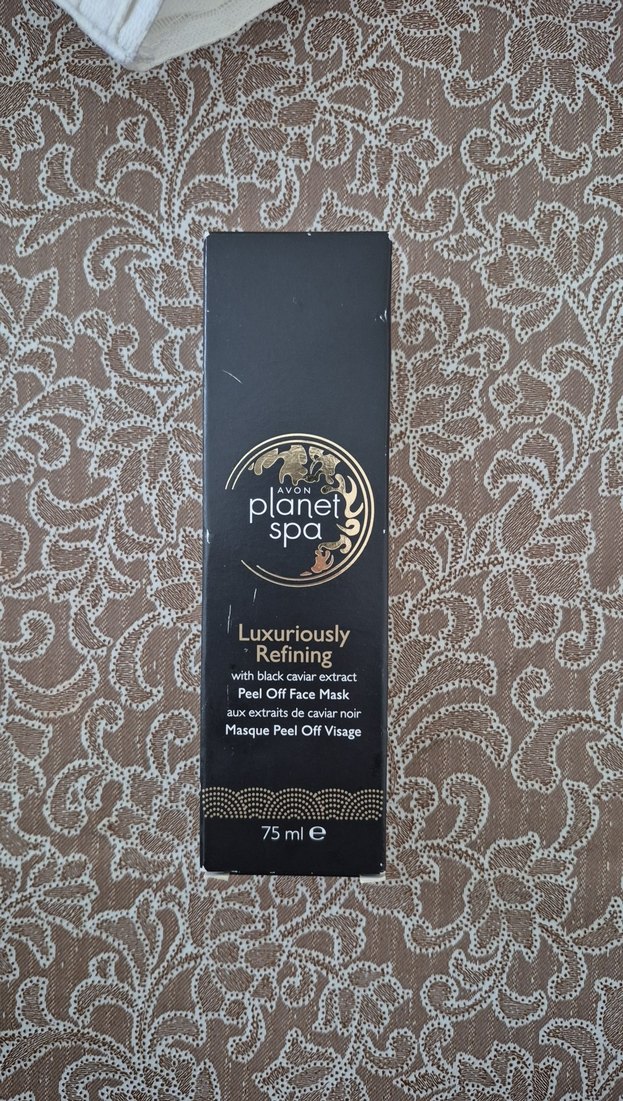 AVON
planet
spa
Luxuriously
Refining
with black caviar extract
Peel Off Face Mask
aux extraits de caviar noir
Masque Peel Off Visage
75 ml ℮